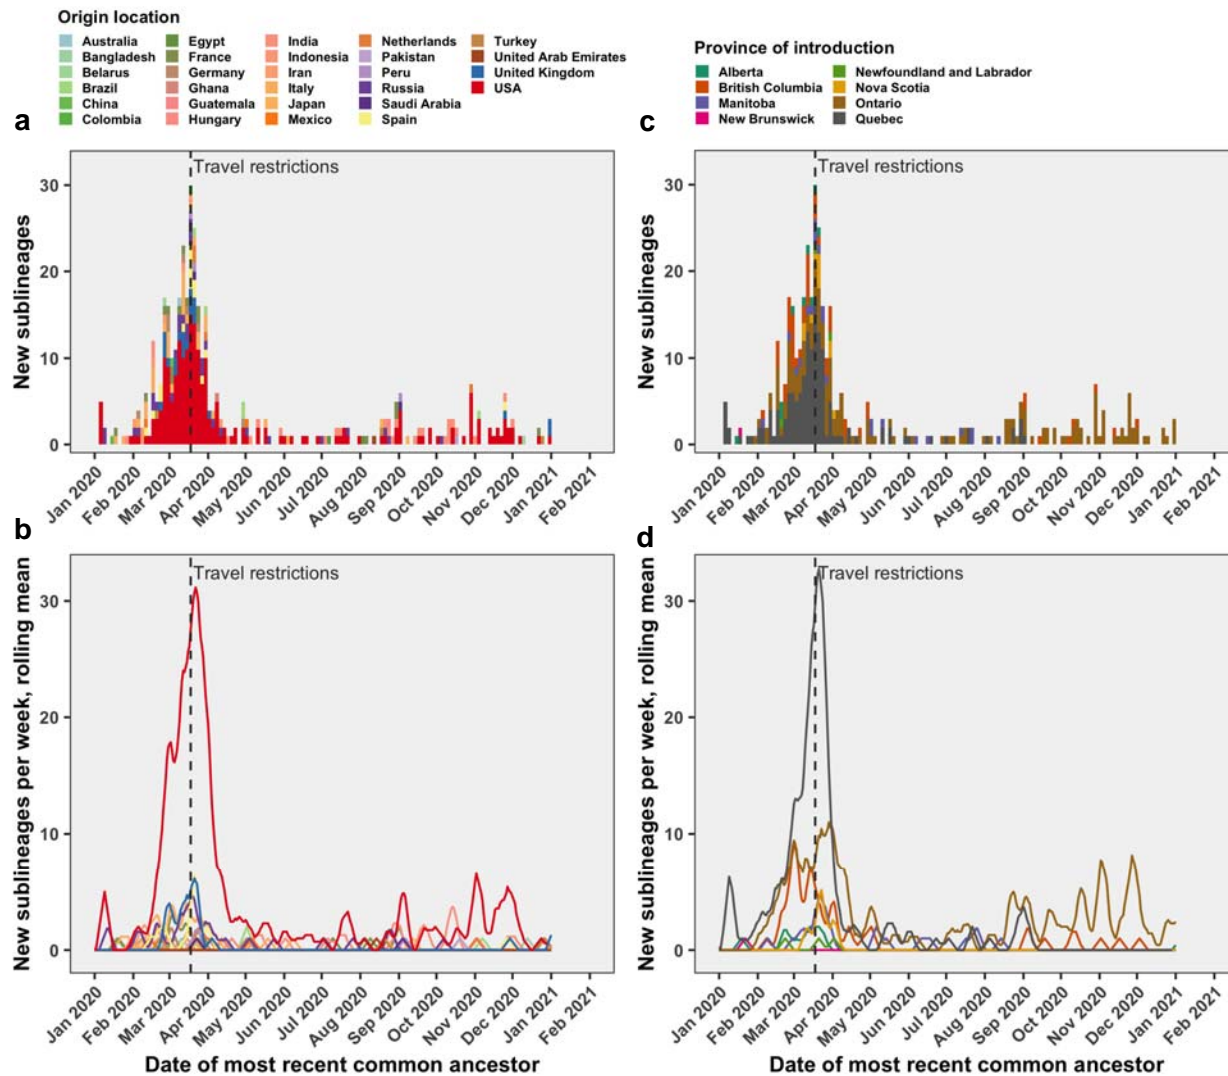 Origin location
Australia Egypt India Netherlands Turkey
Bangladesh France Indonesia Pakistan United Arab Emirates
Belarus Germany Iran Peru United Kingdom
Brazil Ghana Italy Russia USA
China Guatemala Japan Saudi Arabia
Colombia Hungary Mexico Spain
Province of introduction
Alberta Newfoundland and Labrador
British Columbia Nova Scotia
Manitoba Ontario
New Brunswick Quebec
a
Travel restrictions
New sublineages
30
20
10
0
Jan 2020 Feb 2020 Mar 2020 Apr 2020 May 2020 Jun 2020 Jul 2020 Aug 2020 Sep 2020 Oct 2020 Nov 2020 Dec 2020 Jan 2021 Feb 2021
c
Travel restrictions
New sublineages
30
20
10
0
Jan 2020 Feb 2020 Mar 2020 Apr 2020 May 2020 Jun 2020 Jul 2020 Aug 2020 Sep 2020 Oct 2020 Nov 2020 Dec 2020 Jan 2021 Feb 2021
b
Travel restrictions
New sublineages per week, rolling mean
30
20
10
0
Jan 2020 Feb 2020 Mar 2020 Apr 2020 May 2020 Jun 2020 Jul 2020 Aug 2020 Sep 2020 Oct 2020 Nov 2020 Dec 2020 Jan 2021 Feb 2021
Date of most recent common ancestor
d
Travel restrictions
New sublineages per week, rolling mean
30
20
10
0
Jan 2020 Feb 2020 Mar 2020 Apr 2020 May 2020 Jun 2020 Jul 2020 Aug 2020 Sep 2020 Oct 2020 Nov 2020 Dec 2020 Jan 2021 Feb 2021
Date of most recent common ancestor